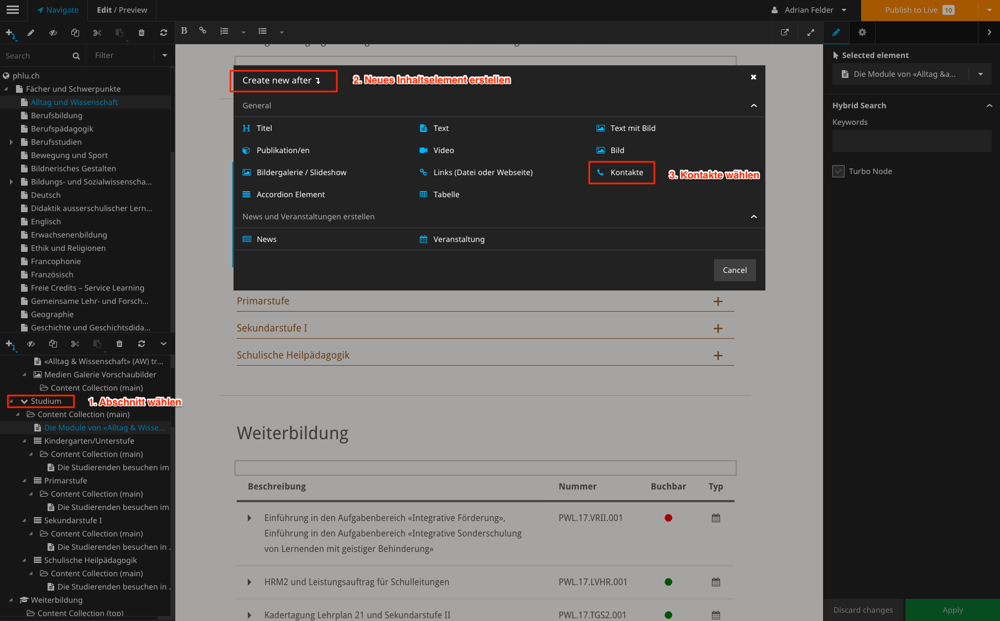 Navigate
Edit / Preview
Adrian Felder
Publish to Live 10
Search
Filter
B
phlu.ch
Fächer und Schwerpunkte
Alltag und Wissenschaft
Berufsbildung
Berufspädagogik
Berufsstudien
Bewegung und Sport
Bildnerisches Gestalten
Bildungs- und Sozialwissenscha...
Deutsch
Didaktik ausserschulischer Lern...
Englisch
Erwachsenenbildung
Ethik und Religionen
Francophonie
Französisch
Freie Credits – Service Learning
Gemeinsame Lehr- und Forsch...
Geographie
Geschichte und Geschichtsdida...
«Alltag & Wissenschaft» (AW) tr...
Medien Galerie Vorschaubilder
Content Collection (main)
Studium
1. Abschnitt wählen
Content Collection (main)
Die Module von «Alltag & Wisse...
Kindergarten/Unterstufe
Content Collection (main)
Die Studierenden besuchen im
Primarstufe
Content Collection (main)
Die Studierenden besuchen im
Sekundarstufe I
Content Collection (main)
Die Studierenden besuchen in .
Schulische Heilpädagogik
Content Collection (main)
Die Studierenden besuchen in .
Weiterbildung
Content Collection (top)
Create new after
2. Neues Inhaltselement erstellen
General
Titel
Text
Text mit Bild
Publikation/en
Video
Bild
Bildergalerie / Slideshow
Links (Datei oder Webseite)
Kontakte
3. Kontakte wählen
Accordion Element
Tabelle
News und Veranstaltungen erstellen
News
Veranstaltung
Cancel
Primarstufe
Sekundarstufe I
Schulische Heilpädagogik
Weiterbildung
Beschreibung Nummer Buchbar Typ
Einführung in den Aufgabenbereich «Integrative Förderung», PWL.17.VRII.001
Einführung in den Aufgabenbereich «Integrative Sonderschulung
von Lernenden mit geistiger Behinderung»
HRM2 und Leistungsauftrag für Schulleitungen PWL.17.LVHR.001
Kadertagung Lehrplan 21 und Sekundarstufe II PWL.17.TGS2.001
Selected element
Die Module von «Alltag &a...
Hybrid Search
Keywords
Turbo Node
Discard changes
Apply